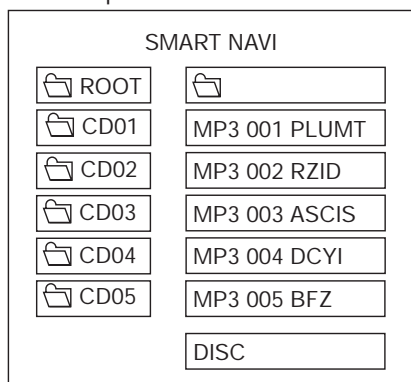 SMART NAVI
ROOT
CD01 MP3 001 PLUMT
CD02 MP3 002 RZID
CD03 MP3 003 ASCIS
CD04 MP3 004 DCYI
CD05 MP3 005 BFZ
DISC